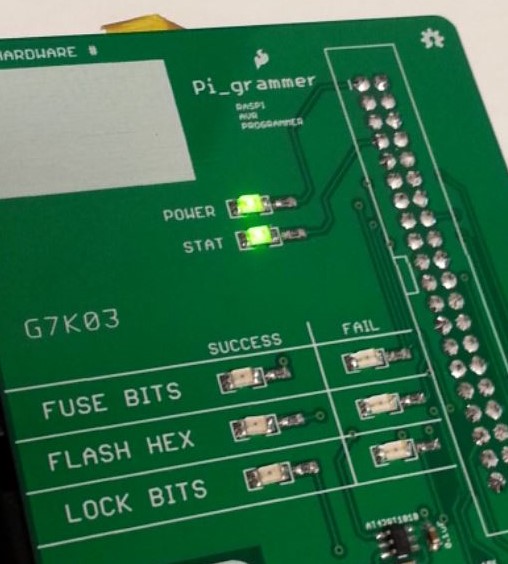 HARDWARE #
Pi_grammer
RASPI
AVR
PROGRAMMER
POWER
STAT
G7K03
SUCCESS FAIL
FUSE BITS
FLASH HEX
LOCK BITS